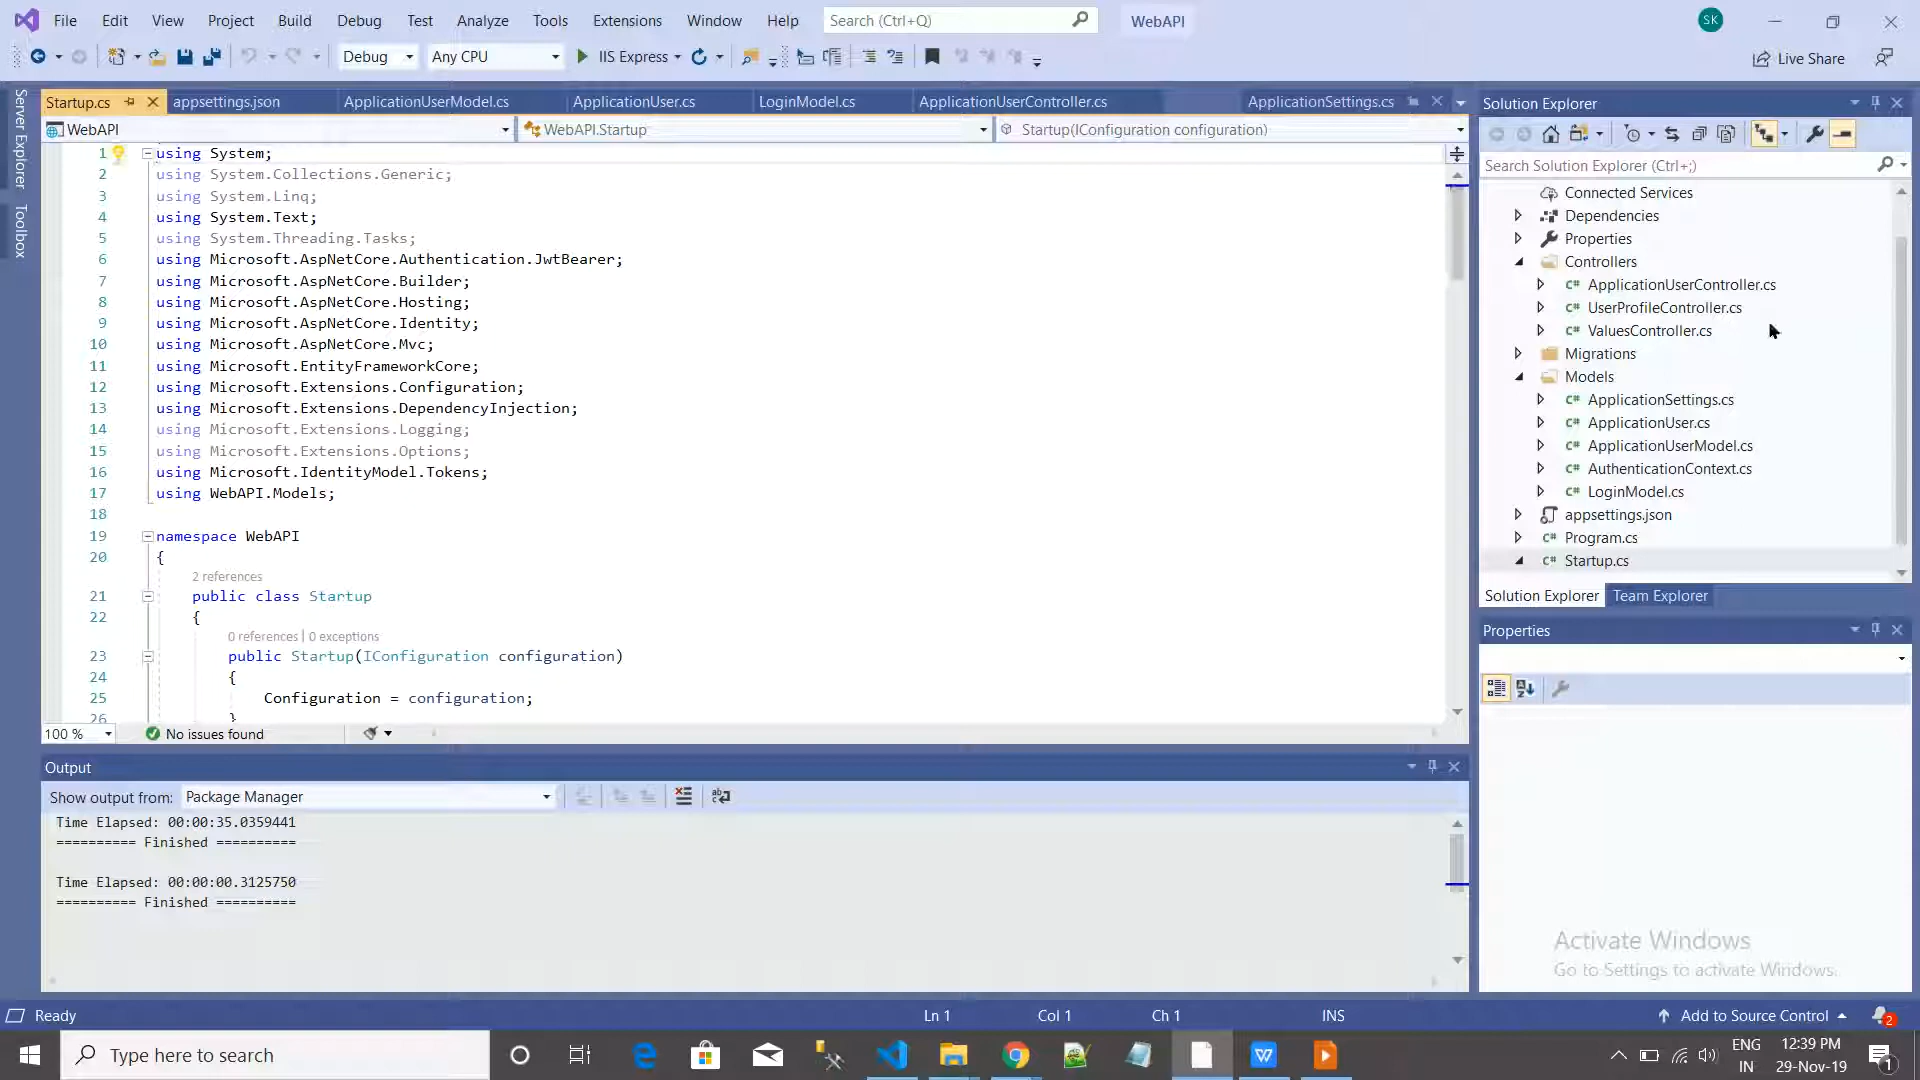 File Edit View Project Build Debug Test Analyze Tools Extensions Window Help Search (Ctrl+Q) WebAPI SK
Debug Any CPU IIS Express Live Share
Server Explorer
Toolbox
Startup.cs appsettings.json ApplicationUserModel.cs ApplicationUser.cs LoginModel.cs ApplicationUserController.cs ApplicationSettings.cs
WebAPI WebAPI.Startup Startup(IConfiguration configuration)
1 using System;
2 using System.Collections.Generic;
3 using System.Linq;
4 using System.Text;
5 using System.Threading.Tasks;
6 using Microsoft.AspNetCore.Authentication.JwtBearer;
7 using Microsoft.AspNetCore.Builder;
8 using Microsoft.AspNetCore.Hosting;
9 using Microsoft.AspNetCore.Identity;
10 using Microsoft.AspNetCore.Mvc;
11 using Microsoft.EntityFrameworkCore;
12 using Microsoft.Extensions.Configuration;
13 using Microsoft.Extensions.DependencyInjection;
14 using Microsoft.Extensions.Logging;
15 using Microsoft.Extensions.Options;
16 using Microsoft.IdentityModel.Tokens;
17 using WebAPI.Models;
18
19 namespace WebAPI
20 {
2 references
21 public class Startup
22 {
0 references | 0 exceptions
23 public Startup(IConfiguration configuration)
24 {
25 Configuration = configuration;
26 }
100 % No issues found
Output
Show output from: Package Manager
Time Elapsed: 00:00:35.0359441
========== Finished ==========
Time Elapsed: 00:00:00.3125750
========== Finished ==========
Solution Explorer
Search Solution Explorer (Ctrl+;)
Connected Services
Dependencies
Properties
Controllers
C# ApplicationUserController.cs
C# UserProfileController.cs
C# ValuesController.cs
Migrations
Models
C# ApplicationSettings.cs
C# ApplicationUser.cs
C# ApplicationUserModel.cs
C# AuthenticationContext.cs
C# LoginModel.cs
appsettings.json
C# Program.cs
C# Startup.cs
Solution Explorer Team Explorer
Properties
Activate Windows
Go to Settings to activate Windows.
Ready Ln 1 Col 1 Ch 1 INS Add to Source Control 2
Type here to search
ENG
IN
12:39 PM
29-Nov-19
1